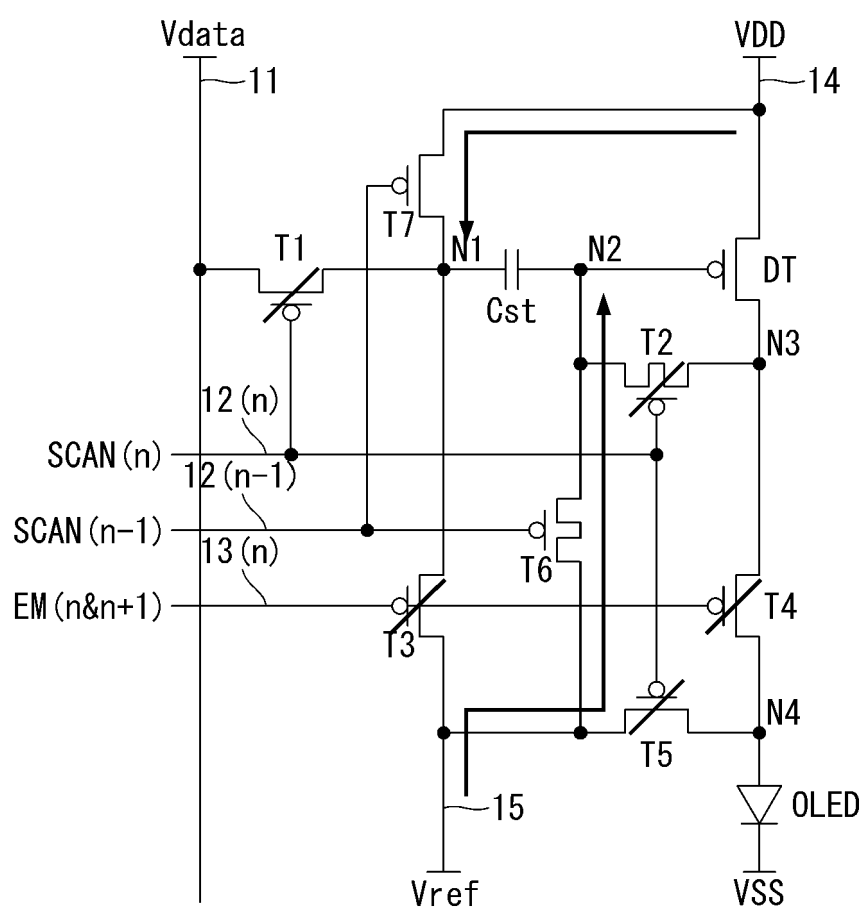 Vdata
VDD
11
14
T7
T1
N1
N2
DT
Cst
T2
N3
12(n)
SCAN(n)
12(n-1)
SCAN(n-1)
13(n)
T6
EM(n&n+1)
T3
T4
N4
T5
15
OLED
Vref
VSS